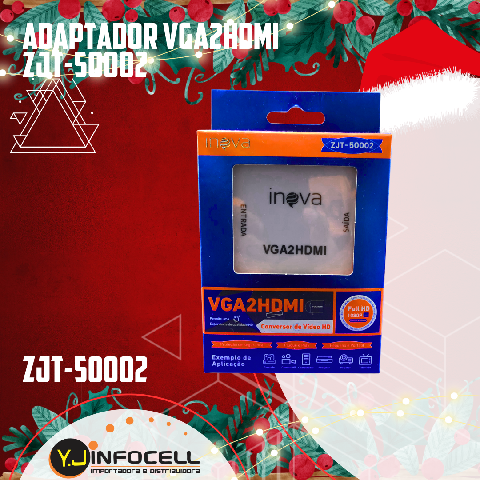 ADAPTADOR VGA2HDMI
ZJT-50002
inova
ZJT-50002
inova
ENTRADA
SAÍDA
VGA2HDMI
VGA2HDMI
Full HD
1080P
Conversor de Vídeo HD
Exemplo de
Aplicação
ZJT-50002
Y.J INFOCELL
IMPORTADORA E DISTRIBUIDORA